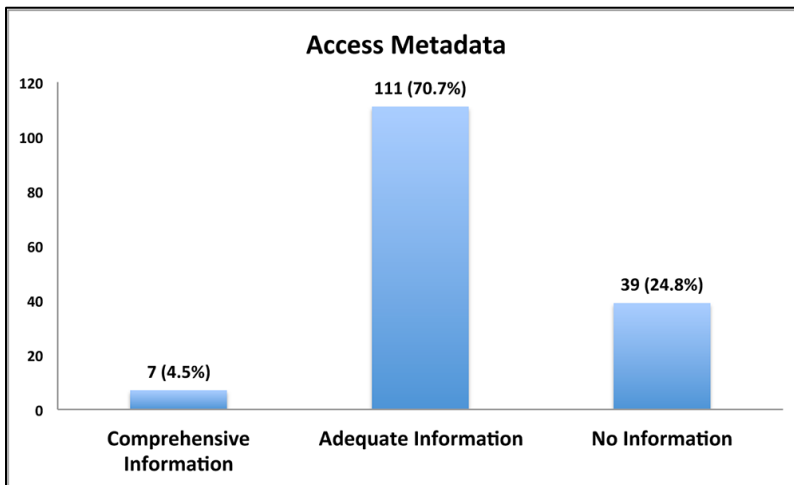 Access Metadata
120
100
80
60
40
20
0
7 (4.5%)
111 (70.7%)
39 (24.8%)
Comprehensive
Information
Adequate Information
No Information